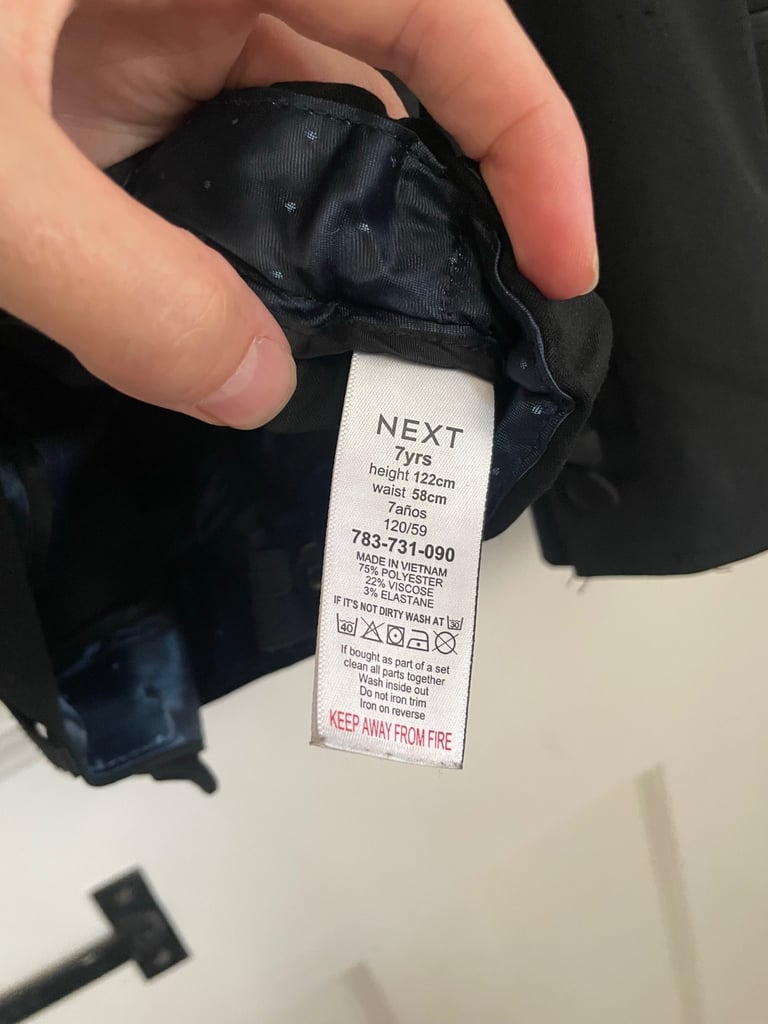 NEXT
7yrs
height 122cm
waist 58cm
7años
120/59
783-731-090
MADE IN VIETNAM
75% POLYESTER
22% VISCOSE
3% ELASTANE
IF IT'S NOT DIRTY WASH AT 30
40
If bought as part of a set
clean all parts together
Wash inside out
Do not iron trim
Iron on reverse
KEEP AWAY FROM FIRE